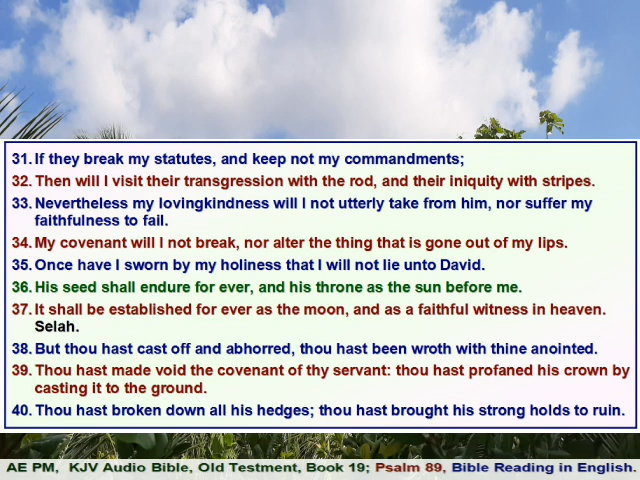 31. If they break my statutes, and keep not my commandments;
32. Then will I visit their transgression with the rod, and their iniquity with stripes.
33. Nevertheless my lovingkindness will I not utterly take from him, nor suffer my
faithfulness to fail.
34. My covenant will I not break, nor alter the thing that is gone out of my lips.
35. Once have I sworn by my holiness that I will not lie unto David.
36. His seed shall endure for ever, and his throne as the sun before me.
37. It shall be established for ever as the moon, and as a faithful witness in heaven.
Selah.
38. But thou hast cast off and abhorred, thou hast been wroth with thine anointed.
39. Thou hast made void the covenant of thy servant: thou hast profaned his crown by
casting it to the ground.
40. Thou hast broken down all his hedges; thou hast brought his strong holds to ruin.
AE PM, KJV Audio Bible, Old Testment, Book 19; Psalm 89, Bible Reading in English.